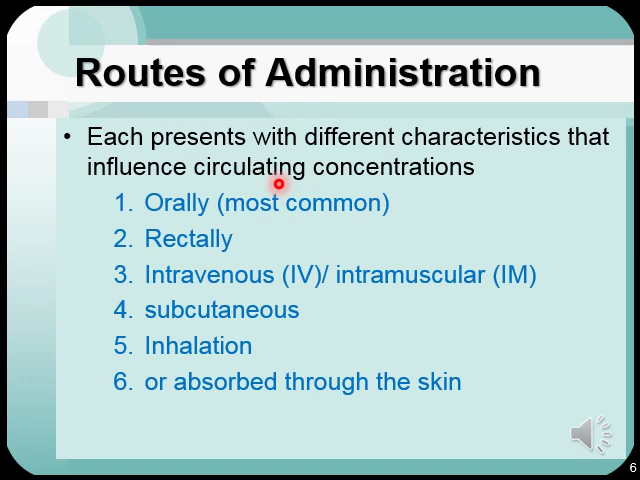 Routes of Administration
• Each presents with different characteristics that
influence circulating concentrations
1. Orally (most common)
2. Rectally
3. Intravenous (IV)/ intramuscular (IM)
4. subcutaneous
5. Inhalation
6. or absorbed through the skin
6